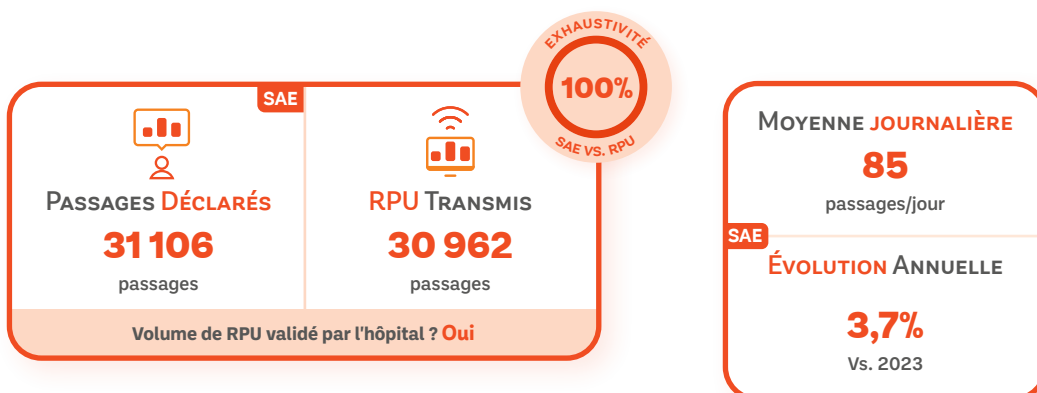 EXHAUSTIVITÉ
100%
SAE VS. RPU
SAE
PASSAGES DÉCLARÉS
31 106
passages
RPU TRANSMIS
30 962
passages
Volume de RPU validé par l'hôpital ? Oui
MOYENNE JOURNALIÈRE
85
passages/jour
SAE
ÉVOLUTION ANNUELLE
3,7%
Vs. 2023